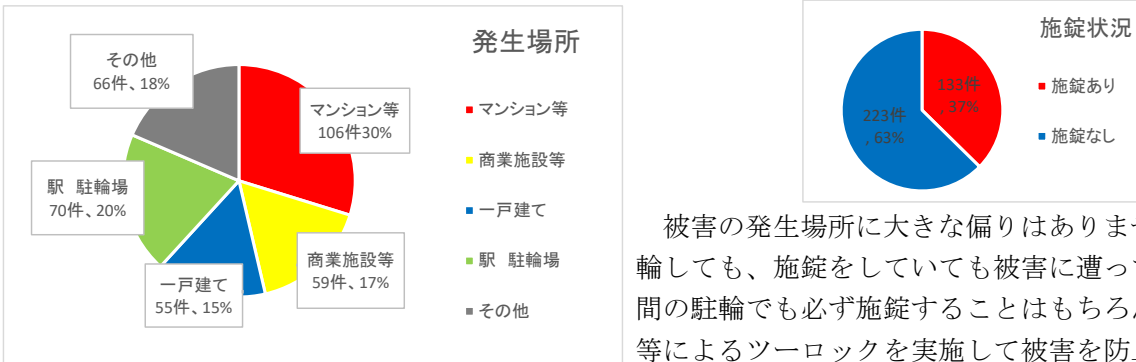 発生場所
その他
66件、18%
マンション等
106件30%
駅 駐輪場
70件、20%
商業施設等
59件、17%
一戸建て
55件、15%
マンション等
商業施設等
一戸建て
駅 駐輪場
その他
施錠状況
133件
, 37%
223件
, 63%
施錠あり
施錠なし
被害の発生場所に大きな偏りはありませ
輪しても、施錠をしていても被害に遭っ
間の駐輪でも必ず施錠することはもちろ
等によるツーロックを実施して被害を防